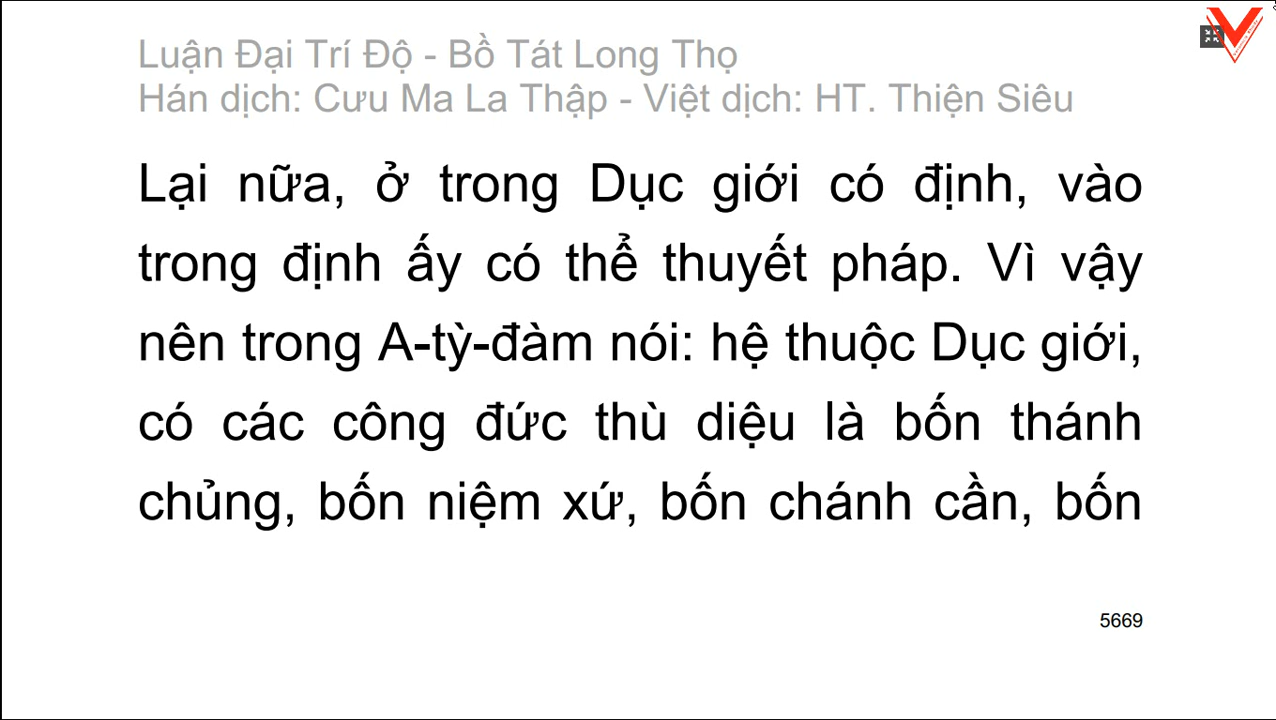 Luận Đại Trí Độ - Bồ Tát Long Thọ
Hán dịch: Cưu Ma La Thập - Việt dịch: HT. Thiện Siêu
Lại nữa, ở trong Dục giới có định, vào
trong định ấy có thể thuyết pháp. Vì vậy
nên trong A-tỳ-đàm nói: hệ thuộc Dục giới,
có các công đức thù diệu là bốn thánh
chủng, bốn niệm xứ, bốn chánh cần, bốn
5669